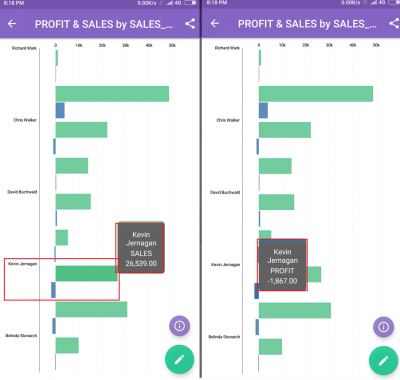 8:18 PM 0.00K/s 4G
PROFIT & SALES by SALES_...
0 10k 20k 30k 40k 50k
Richard Wark
Chris Walker
David Buchwald
Kevin Jernagan
Belinda Stonarch
Kevin
Jernagan
SALES
26,539.00
8:18 PM 0.00K/s 4G
PROFIT & SALES by SALES_...
0 10k 20k 30k 40k 50k
Richard Wark
Chris Walker
David Buchwald
Kevin Jernagan
Belinda Stonarch
Kevin
Jernagan
PROFIT
-1,867.00